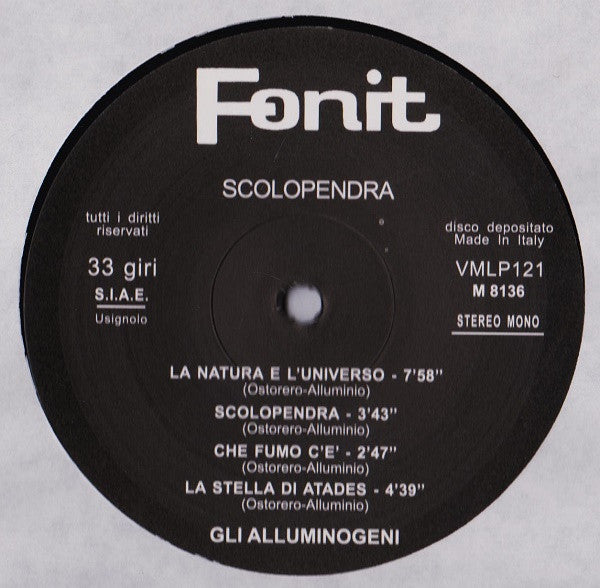 Fonit
SCOLOPENDRA
tutti i diritti
riservati
33 giri
S.I.A.E.
Usignolo
disco depositato
Made In Italy
VMLP121
M 8136
STEREO MONO
LA NATURA E L'UNIVERSO - 7'58"
(Ostorero-Alluminio)
SCOLOPENDRA - 3'43"
(Ostorero-Alluminio)
CHE FUMO C'E' - 2'47"
(Ostorero-Alluminio)
LA STELLA DI ATADES - 4'39"
(Ostorero-Alluminio)
GLI ALLUMINOGENI